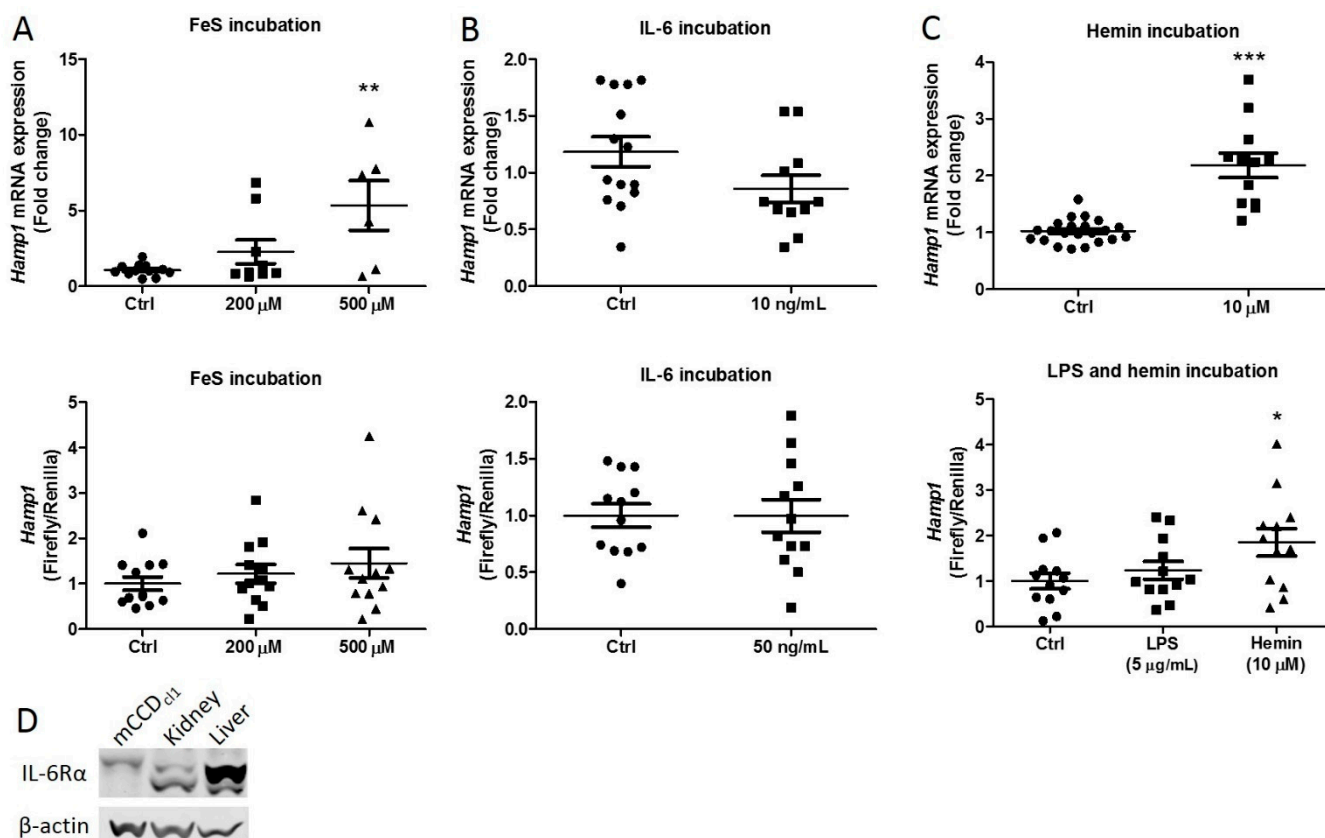 A
FeS incubation
Hamp1 mRNA expression
(Fold change)
15
10
5
0
**
Ctrl
200 μM
500 μM
B
IL-6 incubation
Hamp1 mRNA expression
(Fold change)
2.0
1.5
1.0
0.5
0.0
Ctrl
10 ng/mL
C
Hemin incubation
Hamp1 mRNA expression
(Fold change)
4
3
2
1
0
***
Ctrl
10 μM
FeS incubation
Hamp1
(Firefly/Renilla)
5
4
3
2
1
0
Ctrl
200 μM
500 μM
IL-6 incubation
Hamp1
(Firefly/Renilla)
2.0
1.5
1.0
0.5
0.0
Ctrl
50 ng/mL
LPS and hemin incubation
Hamp1
(Firefly/Renilla)
5
4
3
2
1
0
*
Ctrl
LPS
(5 μg/mL)
Hemin
(10 μM)
D
mCCDcl1
Kidney
Liver
IL-6Rα
β-actin